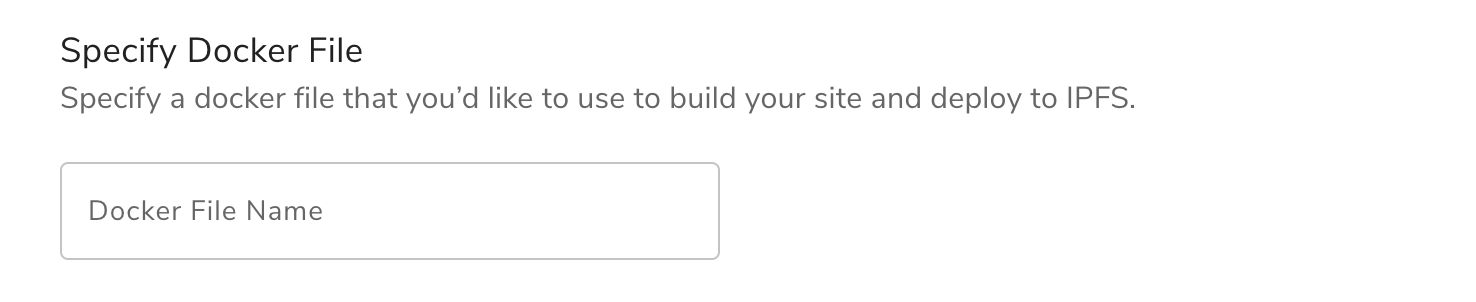 Specify Docker File
Specify a docker file that you’d like to use to build your site and deploy to IPFS.
Docker File Name